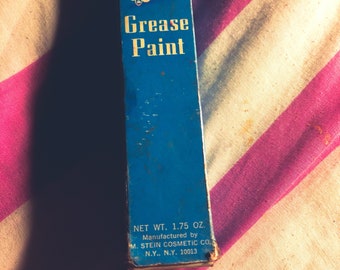 Grease
Paint
NET WT. 1.75 OZ.
Manufactured by
M. STEIN COSMETIC CO.
N.Y., N.Y. 10013